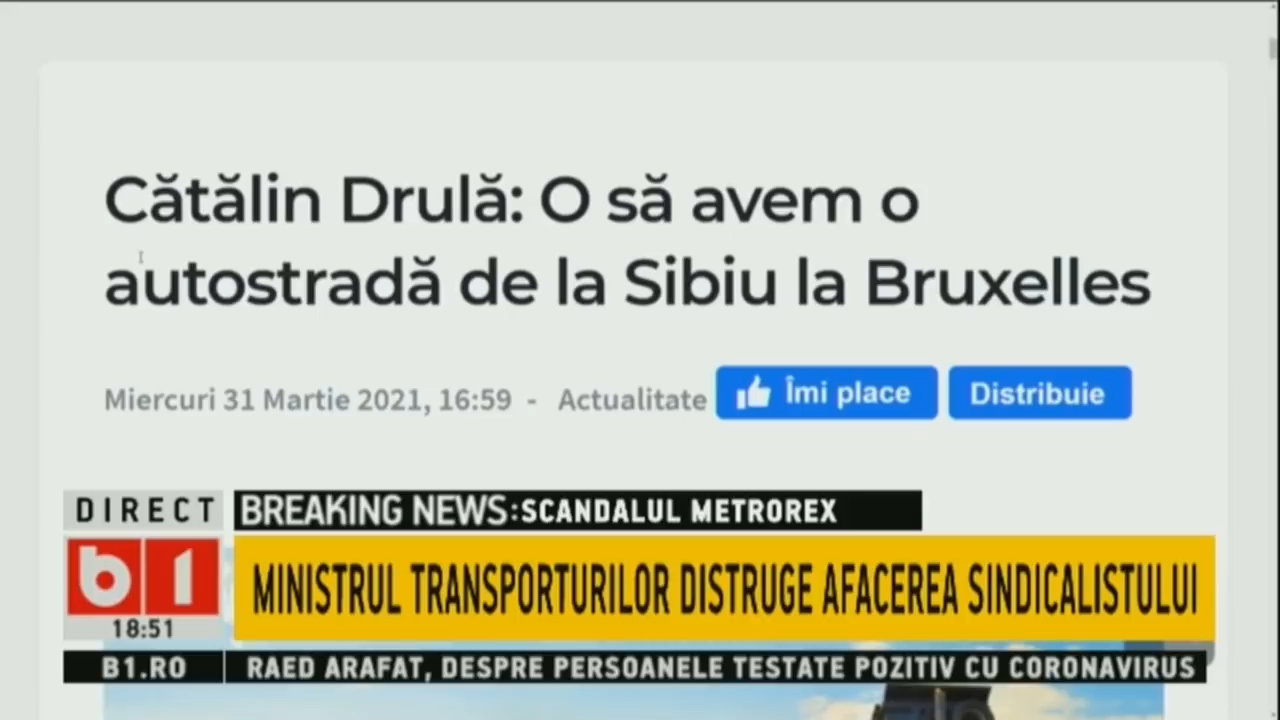 Cătălin Drulă: O să avem o
autostradă de la Sibiu la Bruxelles
Miercuri 31 Martie 2021, 16:59 - Actualitate
Îmi place
Distribuie
DIRECT
BREAKING NEWS:SCANDALUL METROREX
b1
MINISTRUL TRANSPORTURILOR DISTRUGE AFACEREA SINDICALISTULUI
18:51
B1.RO
RAED ARAFAT, DESPRE PERSOANELE TESTATE POZITIV CU CORONAVIRUS